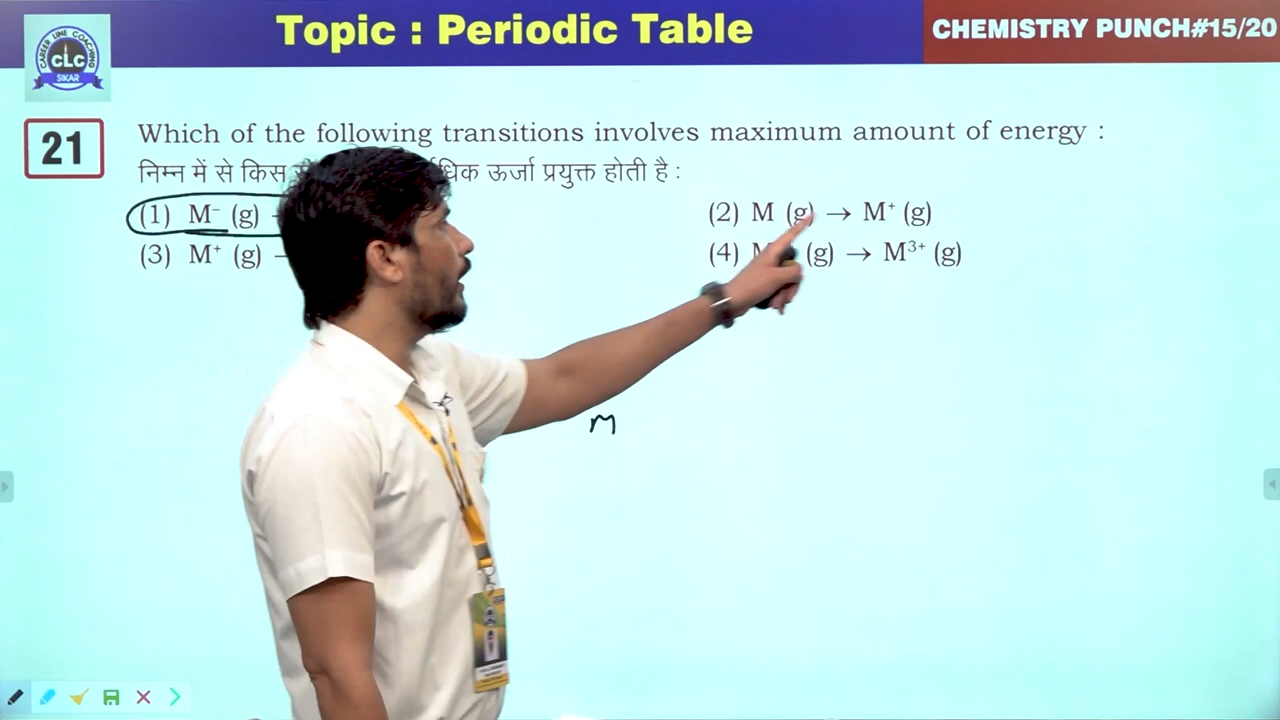 Topic : Periodic Table
CHEMISTRY PUNCH#15/20
CAREER LINE COACHING
CLC
SIKAR
21
Which of the following transitions involves maximum amount of energy :
निम्न में से किस ऊर्जा प्रयुक्त होती है :
(1) M⁻ (g)
(2) M (g) → M⁺ (g)
(3) M⁺ (g)
(4) (g) → M³⁺ (g)
M